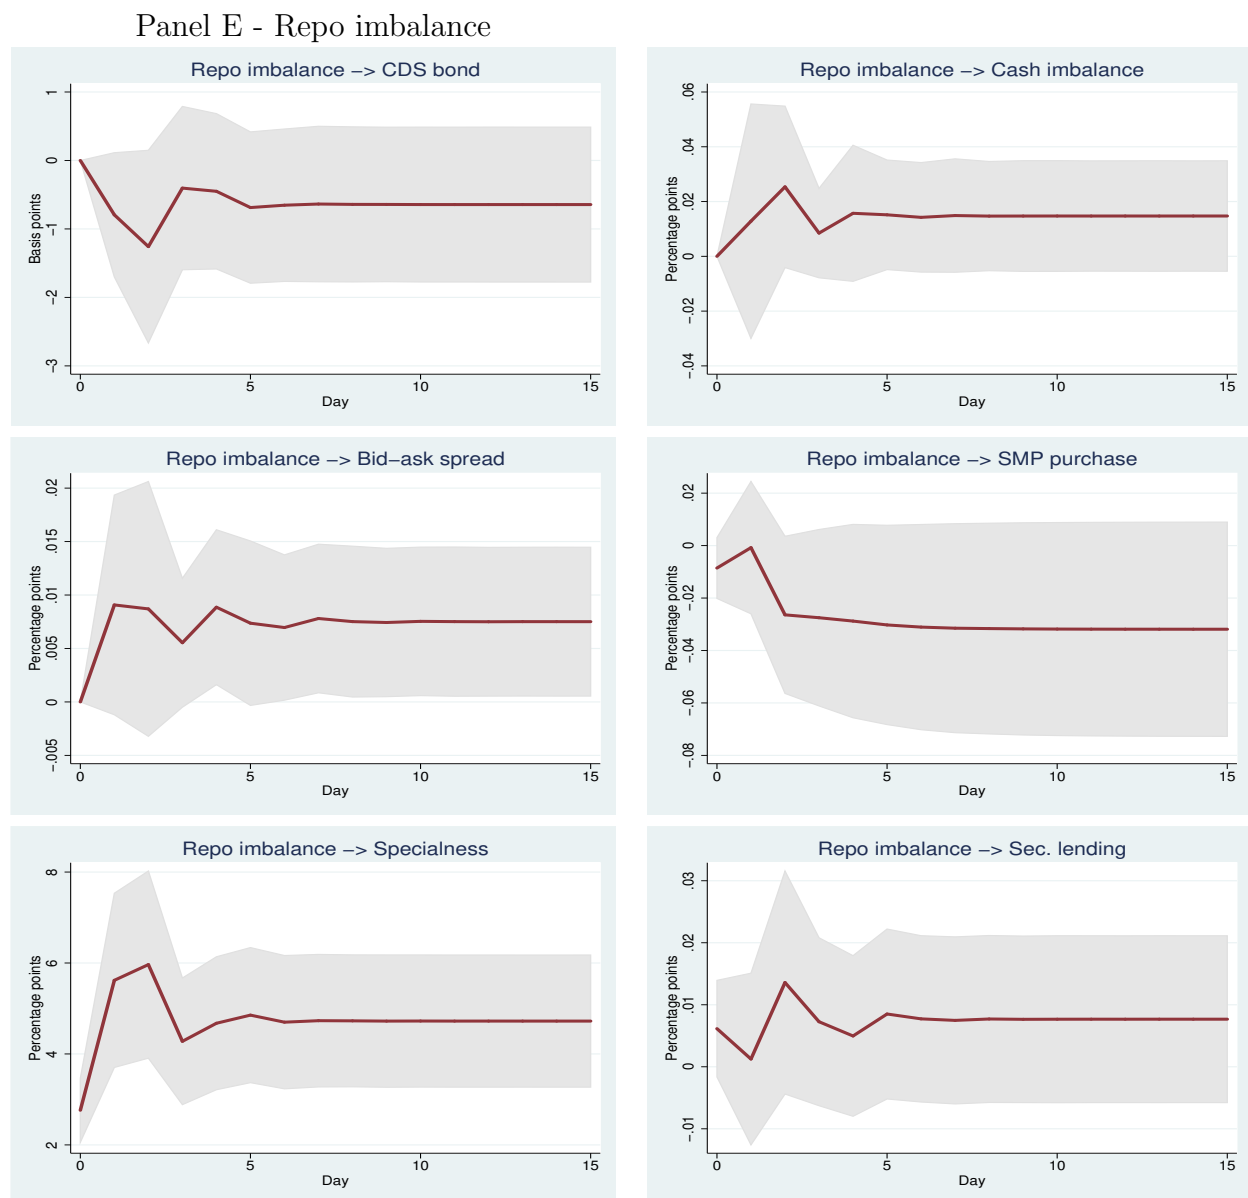 Panel E - Repo imbalance
Repo imbalance −> CDS bond
1
0
−1
−2
−3
Basis points
0
5
10
15
Day
Repo imbalance −> Cash imbalance
.06
.04
.02
0
−.02
−.04
Percentage points
0
5
10
15
Day
Repo imbalance −> Bid−ask spread
.02
.015
.01
.005
0
−.005
Percentage points
0
5
10
15
Day
Repo imbalance −> SMP purchase
.02
0
−.02
−.04
−.06
−.08
Percentage points
0
5
10
15
Day
Repo imbalance −> Specialness
8
6
4
2
Percentage points
0
5
10
15
Day
Repo imbalance −> Sec. lending
.03
.02
.01
0
−.01
Percentage points
0
5
10
15
Day